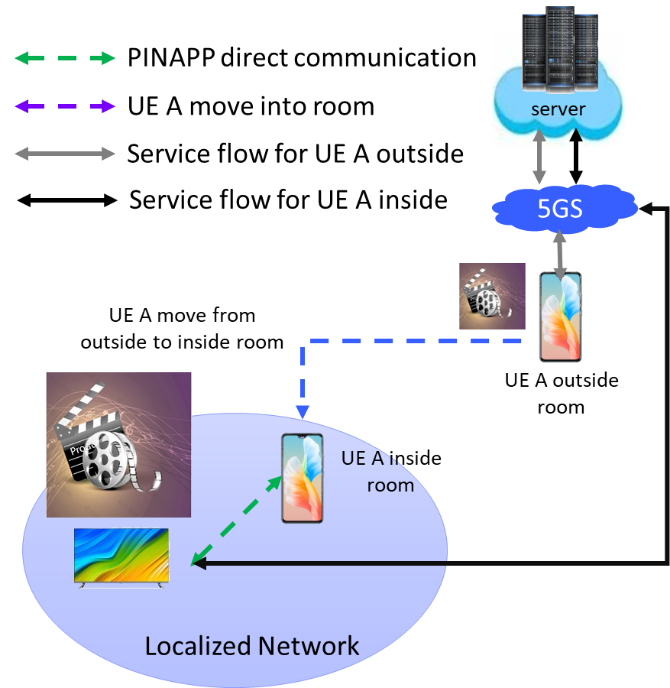 PINAPP direct communication
UE A move into room
Service flow for UE A outside
Service flow for UE A inside
server
5GS
UE A move from
outside to inside room
UE A outside
room
UE A inside
room
Localized Network